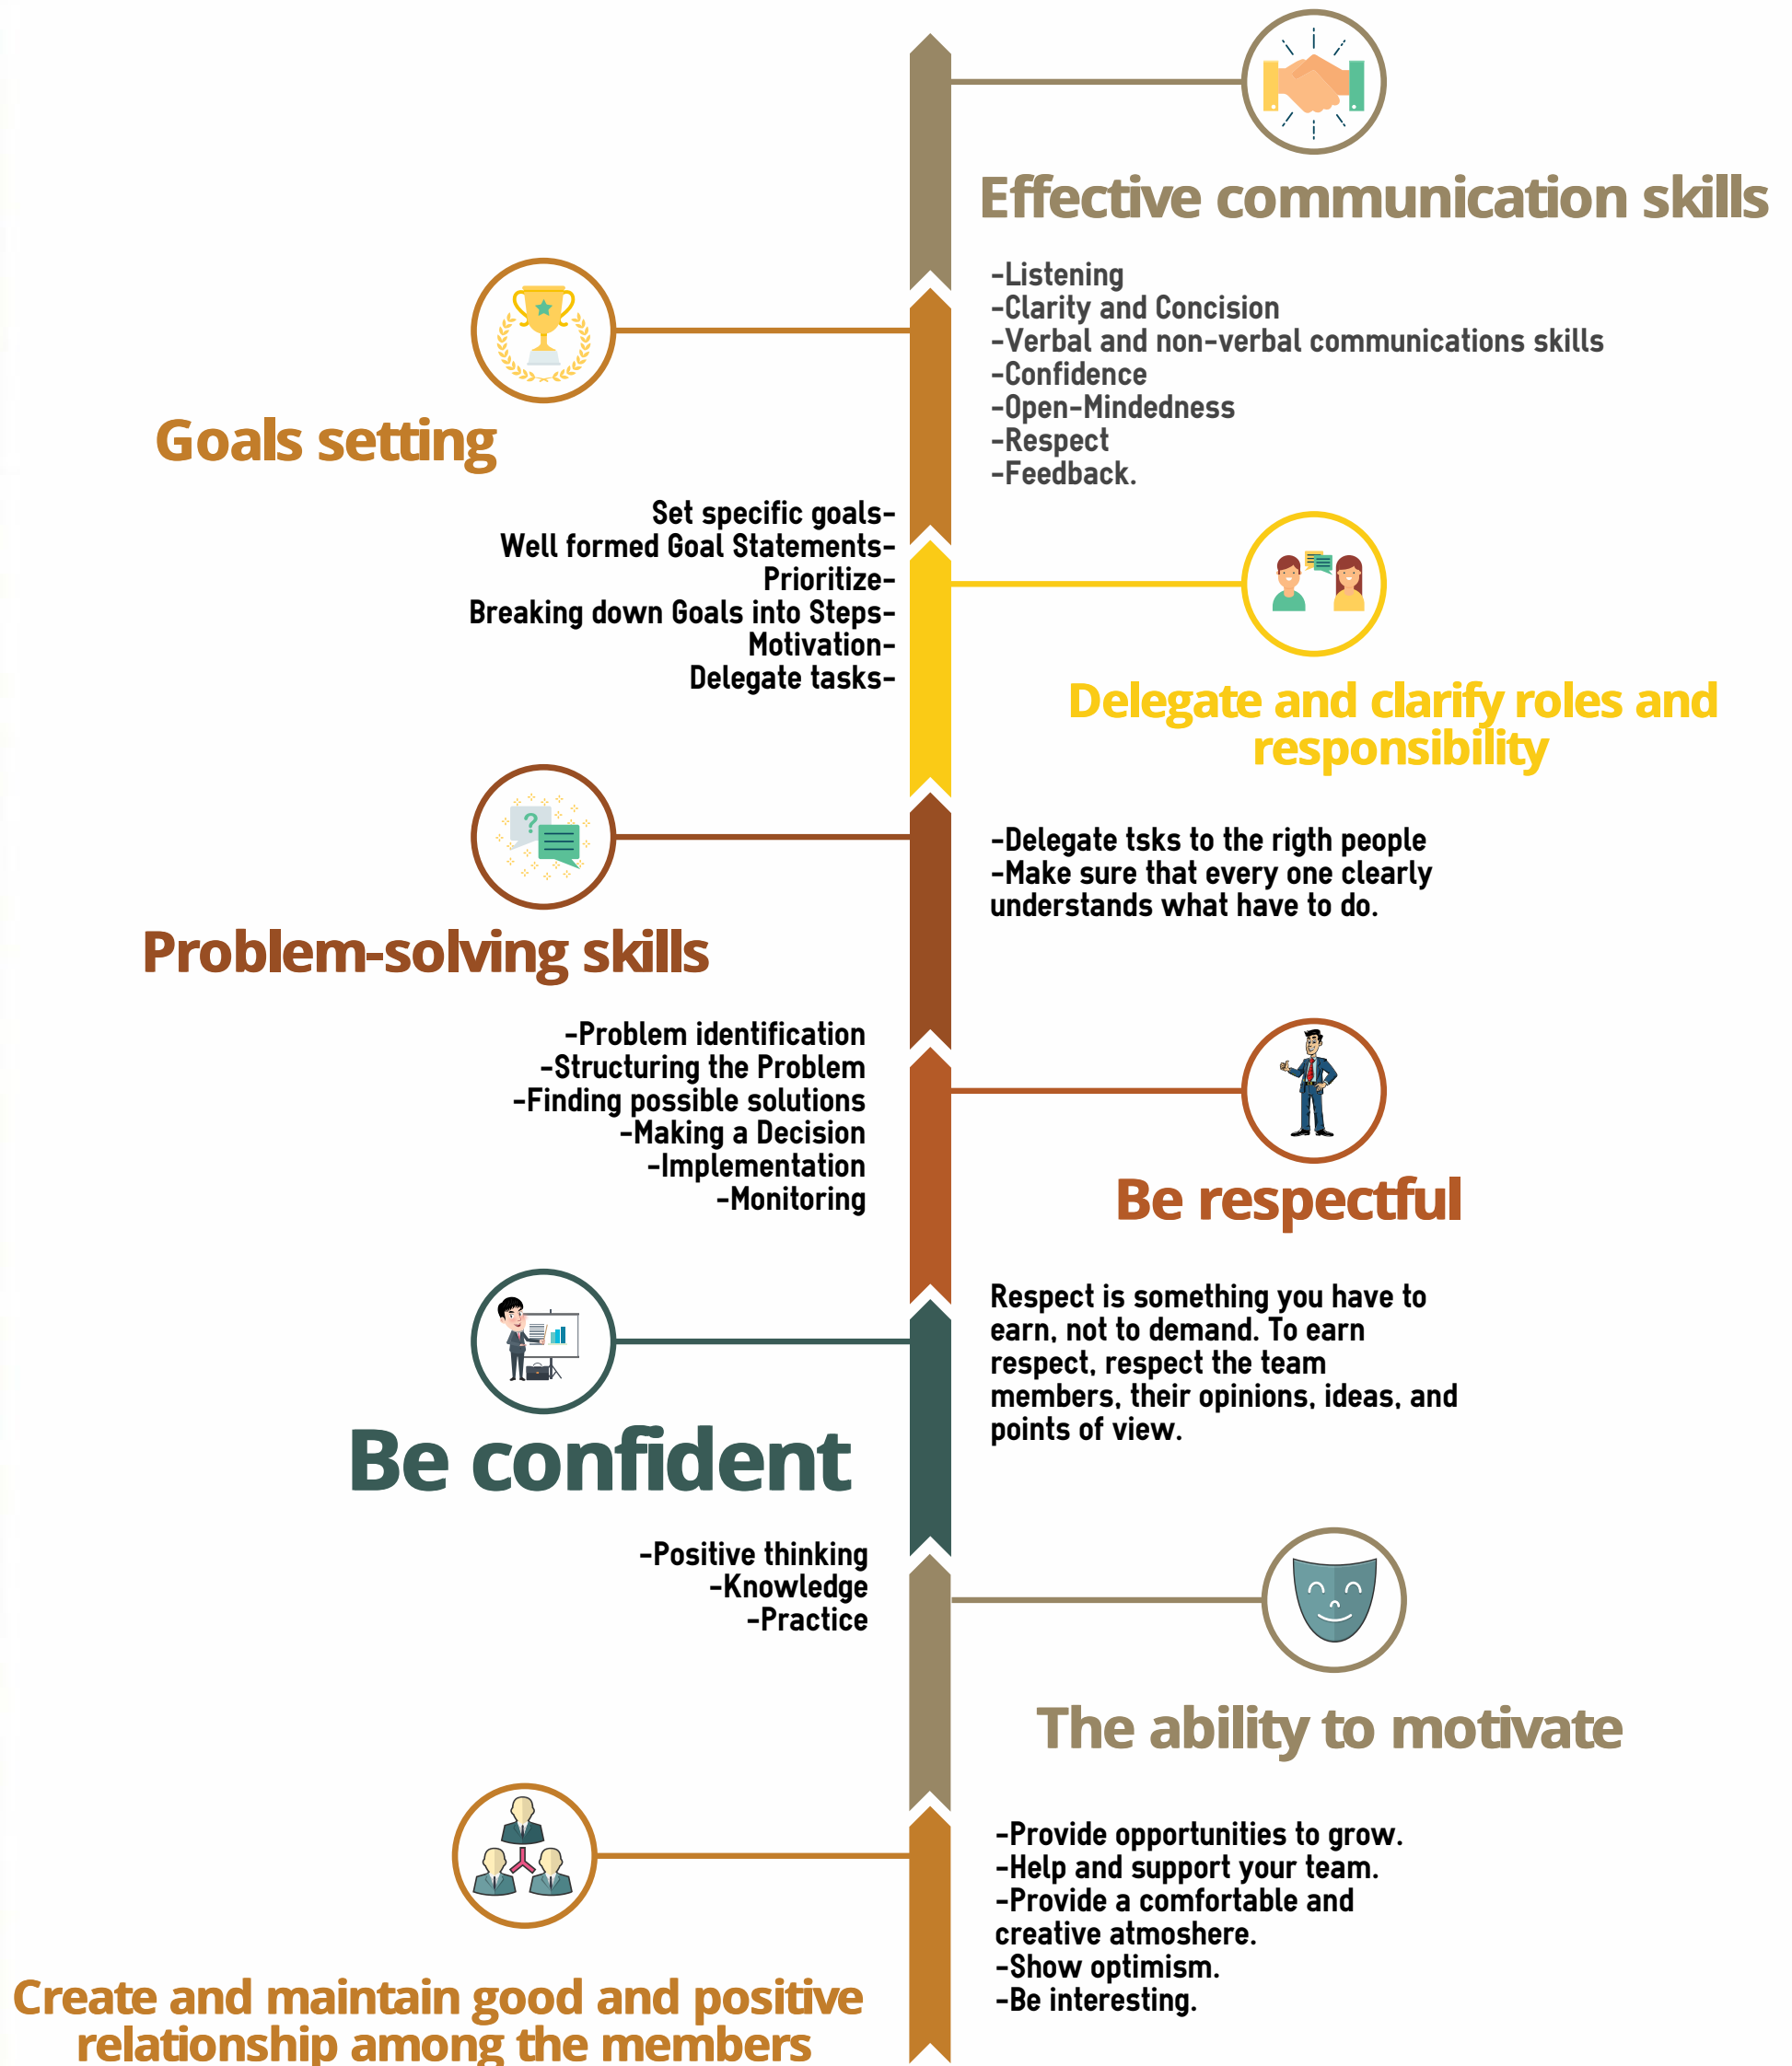 Effective communication skills
-Listening
-Clarity and Concision
-Verbal and non-verbal communications skills
-Confidence
-Open-Mindedness
-Respect
-Feedback.
Goals setting
Set specific goals-
Well formed Goal Statements-
Prioritize-
Breaking down Goals into Steps-
Motivation-
Delegate tasks-
Delegate and clarify roles and
responsibility
-Delegate tsks to the rigth people
-Make sure that every one clearly
understands what have to do.
?
Problem-solving skills
-Problem identification
-Structuring the Problem
-Finding possible solutions
-Making a Decision
-Implementation
-Monitoring
Be respectful
Respect is something you have to
earn, not to demand. To earn
respect, respect the team
members, their opinions, ideas, and
points of view.
Be confident
-Positive thinking
-Knowledge
-Practice
The ability to motivate
-Provide opportunities to grow.
-Help and support your team.
-Provide a comfortable and
creative atmoshere.
-Show optimism.
-Be interesting.
Create and maintain good and positive
relationship among the members